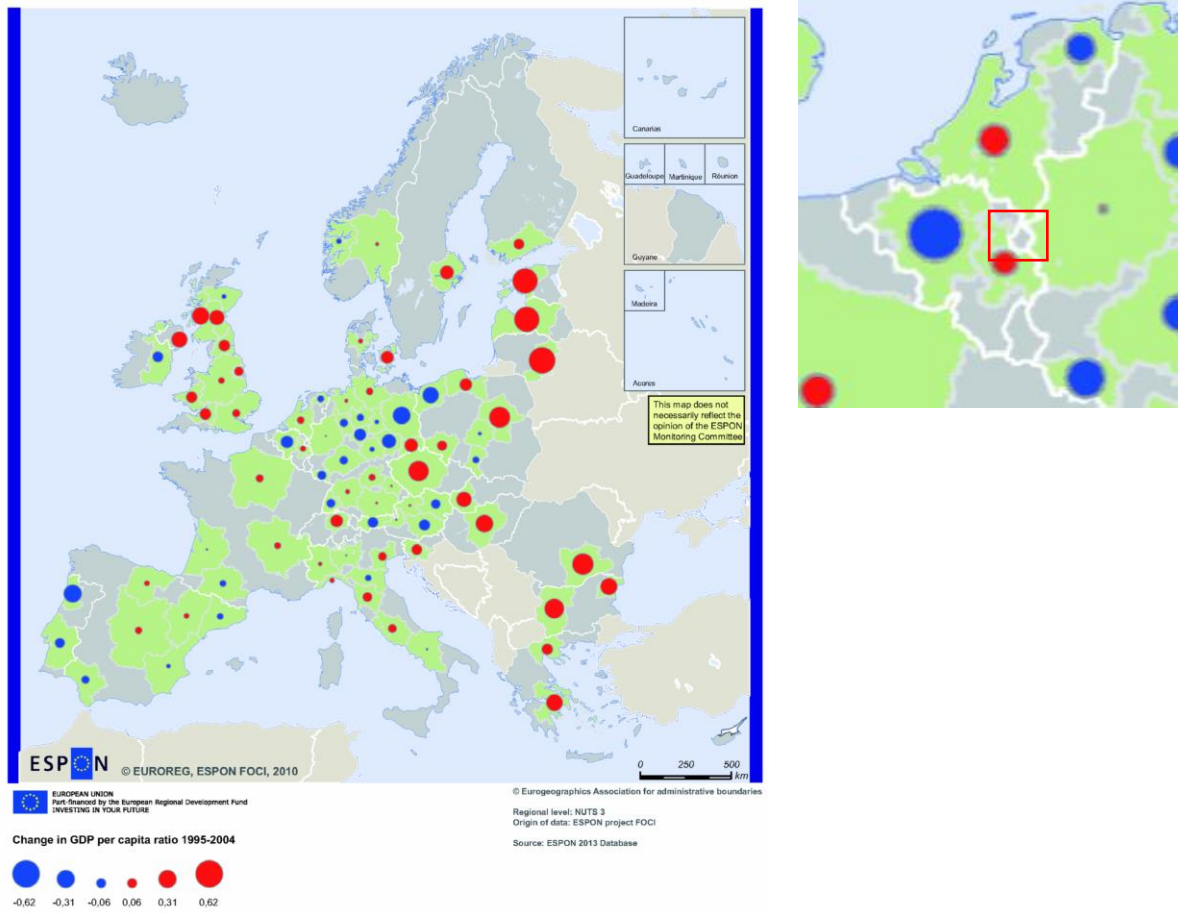 Canarias
Guadeloupe Martinique Réunion
Guyane
Madeira
Acores
This map does not
necessarily reflect the
opinion of the ESPON
Monitoring Committee
ESPON © EUROREG, ESPON FOCI, 2010
0 250 500
km
EUROPEAN UNION
Part-financed by the European Regional Development Fund
INVESTING IN YOUR FUTURE
© Eurogeographics Association for administrative boundaries
Regional level: NUTS 3
Origin of data: ESPON project FOCI
Source: ESPON 2013 Database
Change in GDP per capita ratio 1995-2004
-0,62 -0,31 -0,06 0,06 0,31 0,62